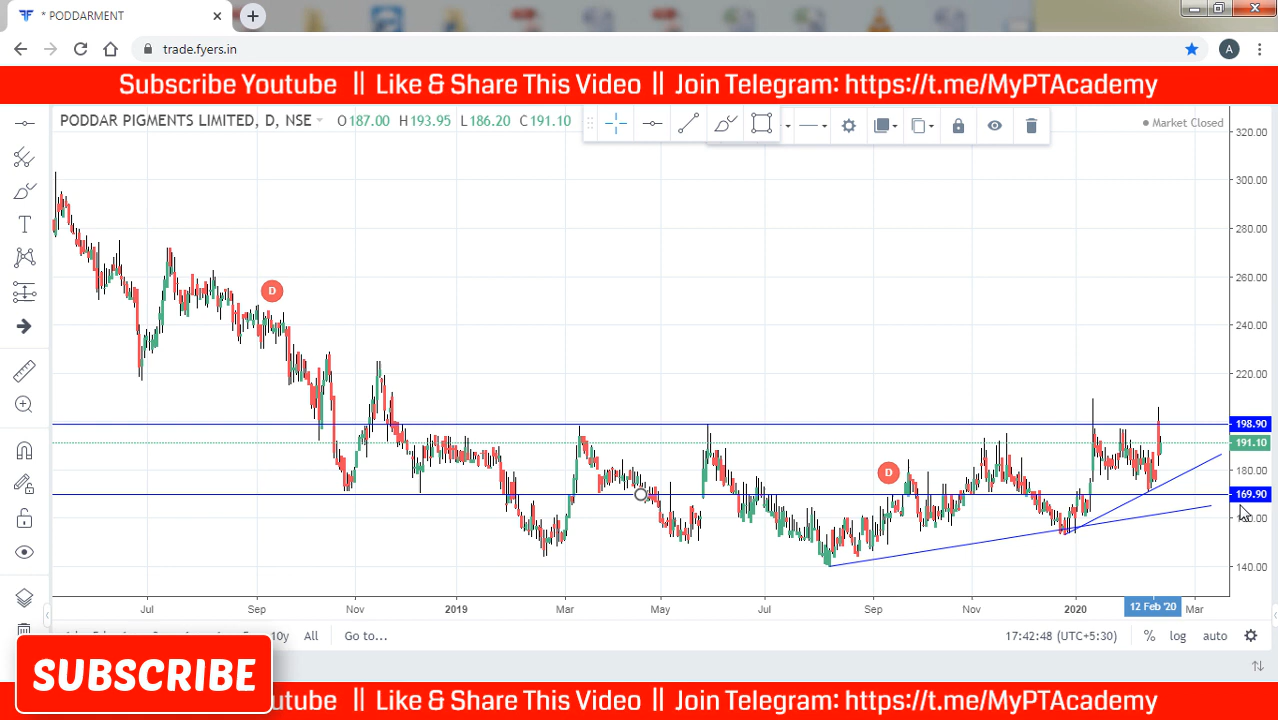 * PODDARMENT
trade.fyers.in
A
Subscribe Youtube || Like & Share This Video || Join Telegram: https://t.me/MyPTAcademy
PODDAR PIGMENTS LIMITED, D, NSE O187.00 H193.95 L186.20 C191.10
Market Closed
320.00
300.00
280.00
D
260.00
240.00
220.00
198.90
191.10
D
180.00
169.90
160.00
140.00
Jul Sep Nov 2019 Mar May Jul Sep Nov 2020 12 Feb '20 Mar
10y All Go to... 17:42:48 (UTC+5:30) % log auto
SUBSCRIBE
outube || Like & Share This Video || Join Telegram: https://t.me/MyPTAcademy